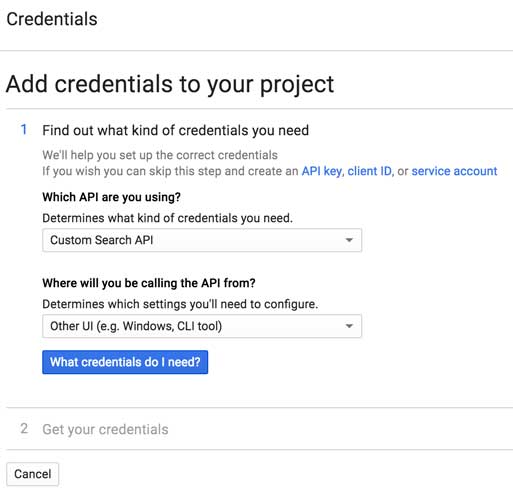 Credentials
Add credentials to your project
1 Find out what kind of credentials you need
We'll help you set up the correct credentials
If you wish you can skip this step and create an API key, client ID, or service account
Which API are you using?
Determines what kind of credentials you need.
Custom Search API
Where will you be calling the API from?
Determines which settings you'll need to configure.
Other UI (e.g. Windows, CLI tool)
What credentials do I need?
2 Get your credentials
Cancel